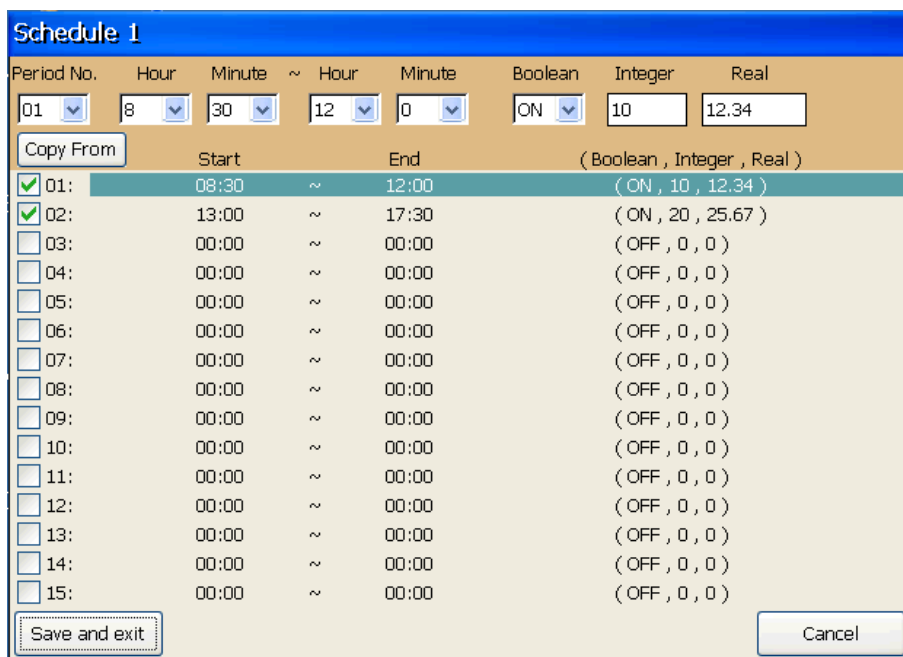 Schedule 1
Period No. Hour Minute ~ Hour Minute Boolean Integer Real
01 8 30 12 0 ON 10 12.34
Copy From Start End ( Boolean , Integer , Real )
01: 08:30 ~ 12:00 ( ON , 10 , 12.34 )
02: 13:00 ~ 17:30 ( ON , 20 , 25.67 )
03: 00:00 ~ 00:00 ( OFF , 0 , 0 )
04: 00:00 ~ 00:00 ( OFF , 0 , 0 )
05: 00:00 ~ 00:00 ( OFF , 0 , 0 )
06: 00:00 ~ 00:00 ( OFF , 0 , 0 )
07: 00:00 ~ 00:00 ( OFF , 0 , 0 )
08: 00:00 ~ 00:00 ( OFF , 0 , 0 )
09: 00:00 ~ 00:00 ( OFF , 0 , 0 )
10: 00:00 ~ 00:00 ( OFF , 0 , 0 )
11: 00:00 ~ 00:00 ( OFF , 0 , 0 )
12: 00:00 ~ 00:00 ( OFF , 0 , 0 )
13: 00:00 ~ 00:00 ( OFF , 0 , 0 )
14: 00:00 ~ 00:00 ( OFF , 0 , 0 )
15: 00:00 ~ 00:00 ( OFF , 0 , 0 )
Save and exit Cancel